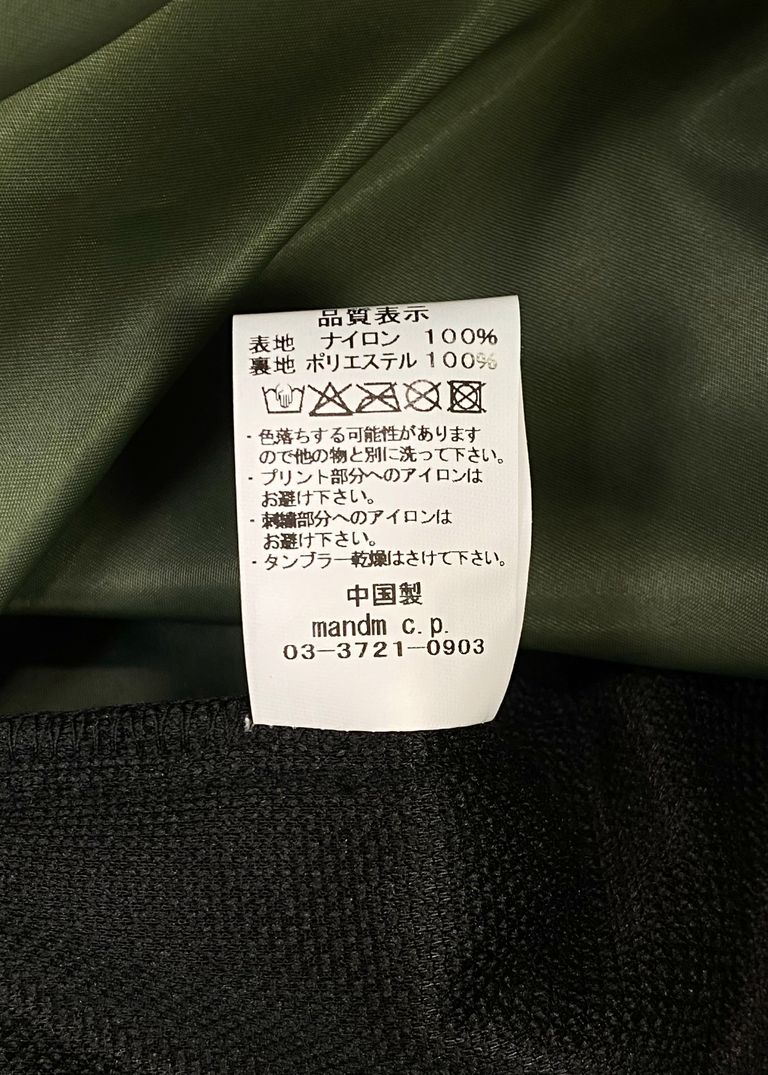 品質表示
表地 ナイロン 100%
裏地 ポリエステル 100%
・色落ちする可能性があります
ので他の物と別に洗って下さい。
・プリント部分へのアイロンは
お避け下さい。
・刺繍部分へのアイロンは
お避け下さい。
・タンブラー乾燥はさけて下さい。
中国製
mandm c.p.
03-3721-0903